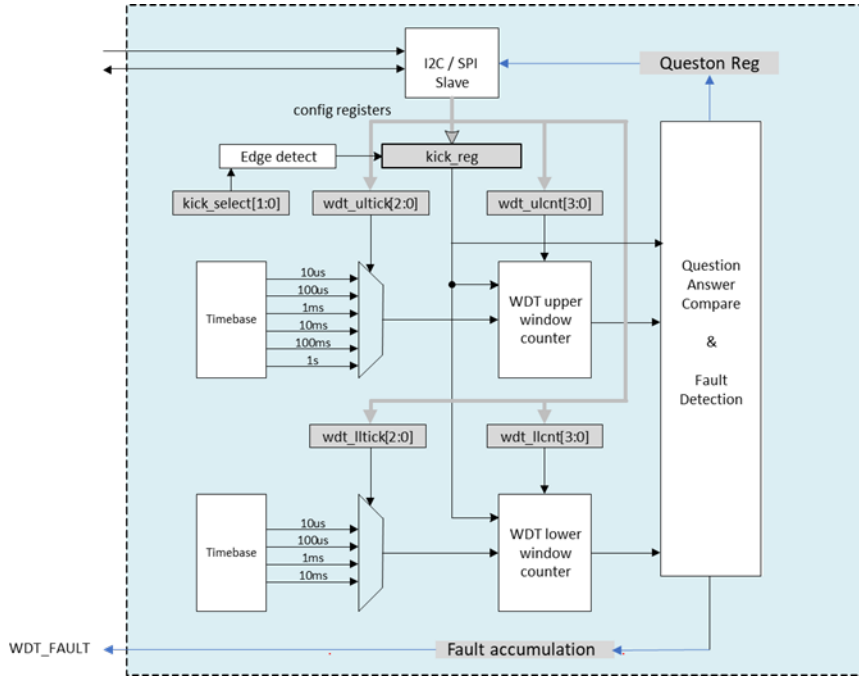 I2C / SPI
Slave
Queston Reg
config registers
Edge detect
kick_reg
kick_select[1:0]
wdt_ultick[2:0]
wdt_ulcnt[3:0]
Timebase
10us
100us
1ms
10ms
100ms
1s
WDT upper
window
counter
Question
Answer
Compare
&
Fault
Detection
wdt_lltick[2:0]
wdt_llcnt[3:0]
Timebase
10us
100us
1ms
10ms
WDT lower
window
counter
WDT_FAULT
Fault accumulation